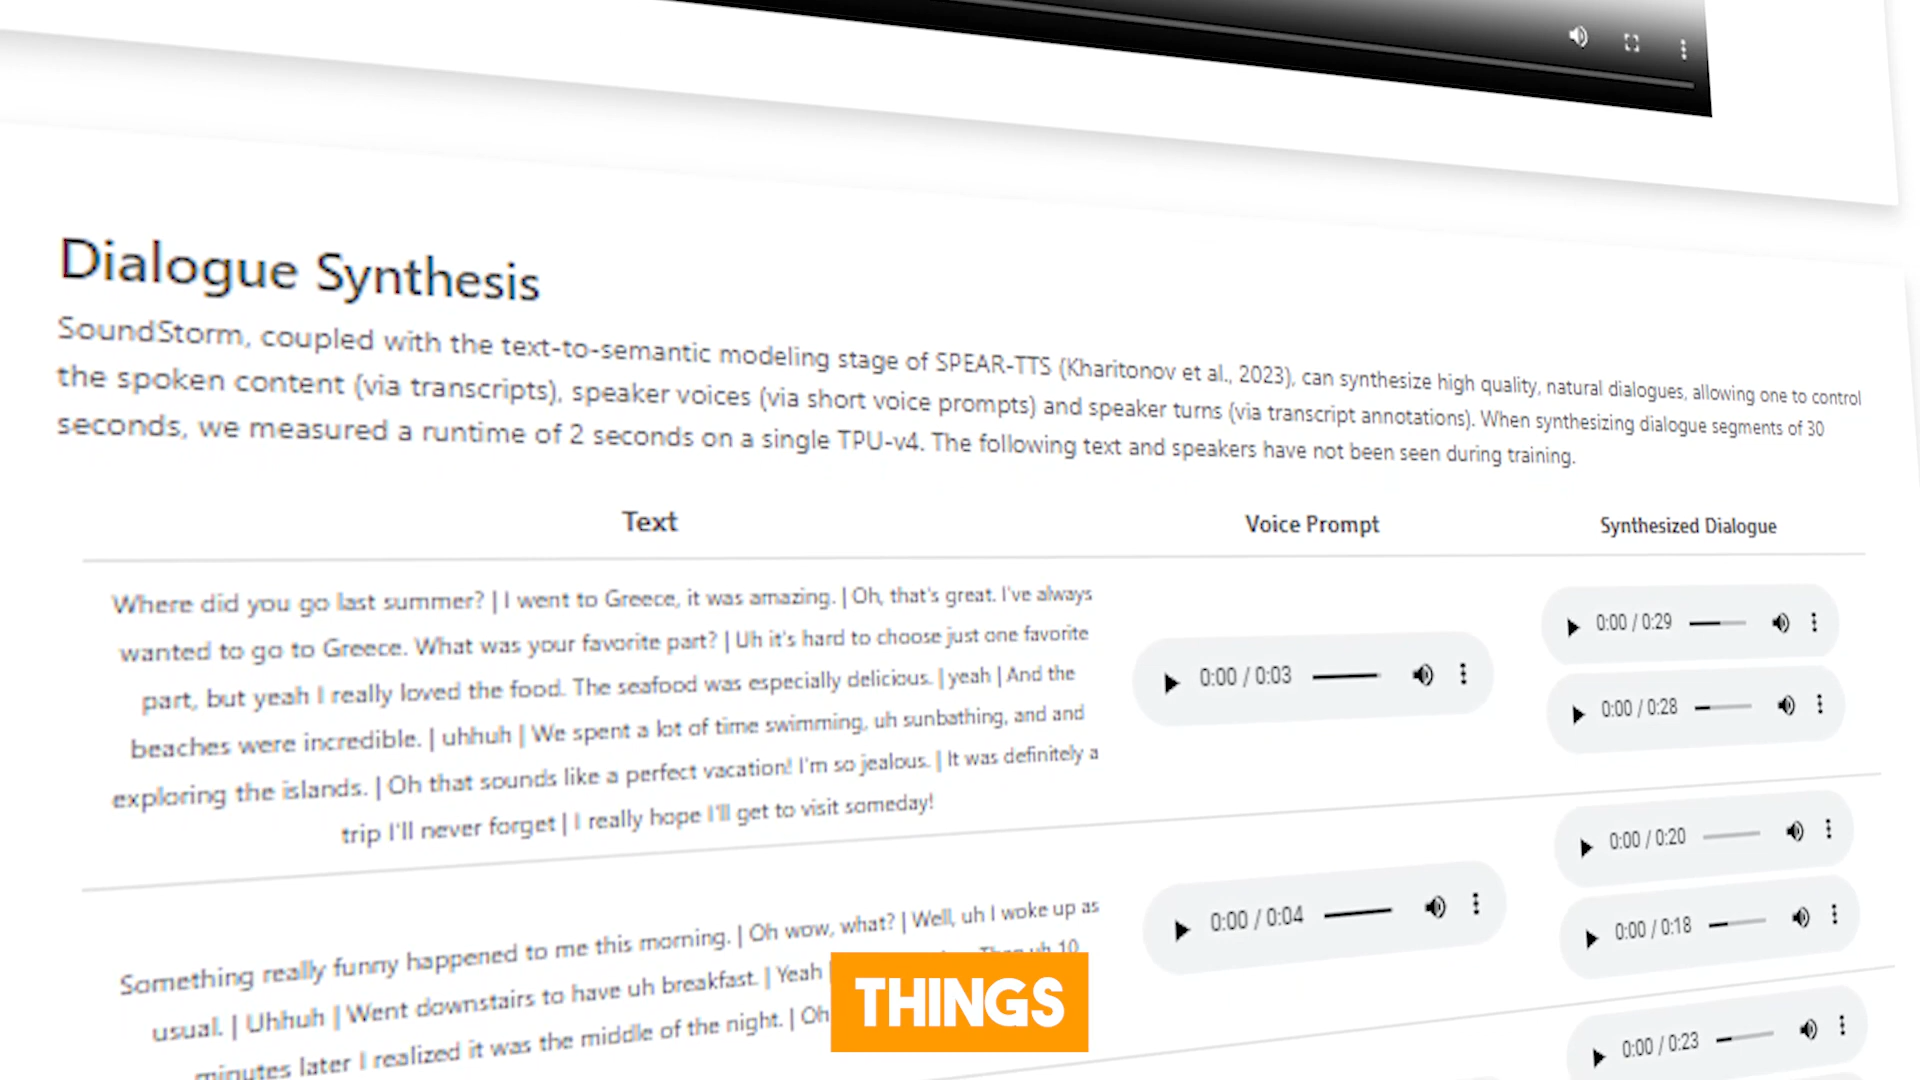 Dialogue Synthesis
SoundStorm, coupled with the text-to-semantic modeling stage of SPEAR-TTS (Kharitonov et al., 2023), can synthesize high quality, natural dialogues, allowing one to control
the spoken content (via transcripts), speaker voices (via short voice prompts) and speaker turns (via transcript annotations). When synthesizing dialogue segments of 30
seconds, we measured a runtime of 2 seconds on a single TPU-v4. The following text and speakers have not been seen during training.
Text Voice Prompt Synthesized Dialogue
Where did you go last summer? | I went to Greece, it was amazing. | Oh, that's great. I've always
wanted to go to Greece. What was your favorite part? | Uh it's hard to choose just one favorite
part, but yeah I really loved the food. The seafood was especially delicious. | yeah | And the
beaches were incredible. | uhhuh | We spent a lot of time swimming, uh sunbathing, and and
exploring the islands. | Oh that sounds like a perfect vacation! I'm so jealous. | It was definitely a
trip I'll never forget | I really hope I'll get to visit someday!
0:00 / 0:03
0:00 / 0:29
0:00 / 0:28
Something really funny happened to me this morning. | Oh wow, what? | Well, uh I woke up as
usual. | Uhhuh | Went downstairs to have uh breakfast. | Yeah | uh 10
minutes later I realized it was the middle of the night. | Oh
0:00 / 0:04
0:00 / 0:20
0:00 / 0:18
0:00 / 0:23
THINGS